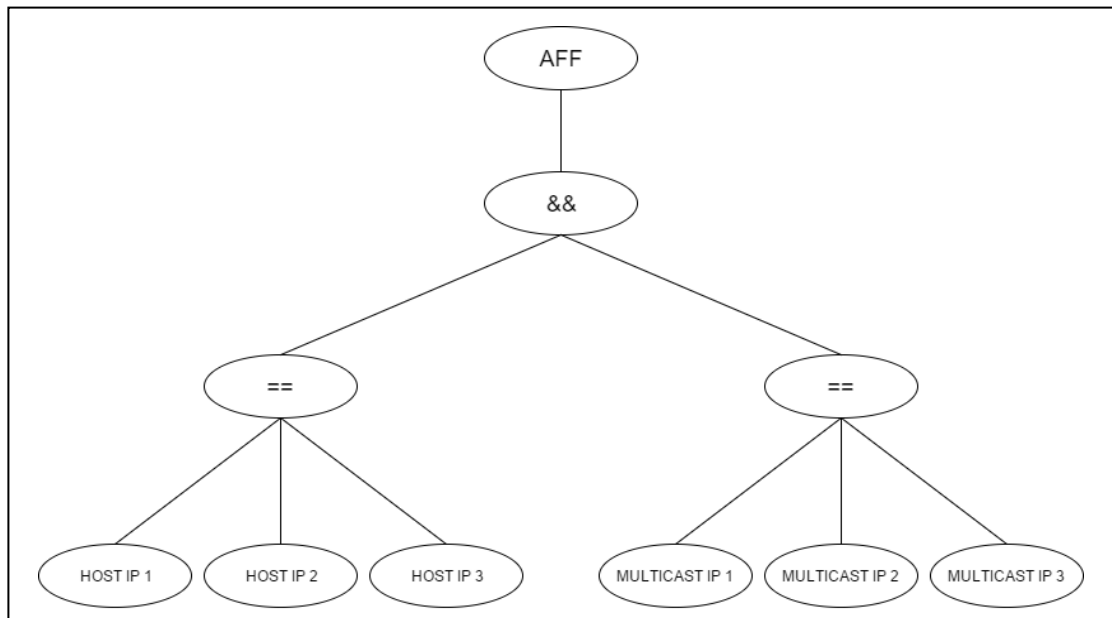 AFF
&&
== ==
HOST IP 1 HOST IP 2 HOST IP 3 MULTICAST IP 1 MULTICAST IP 2 MULTICAST IP 3